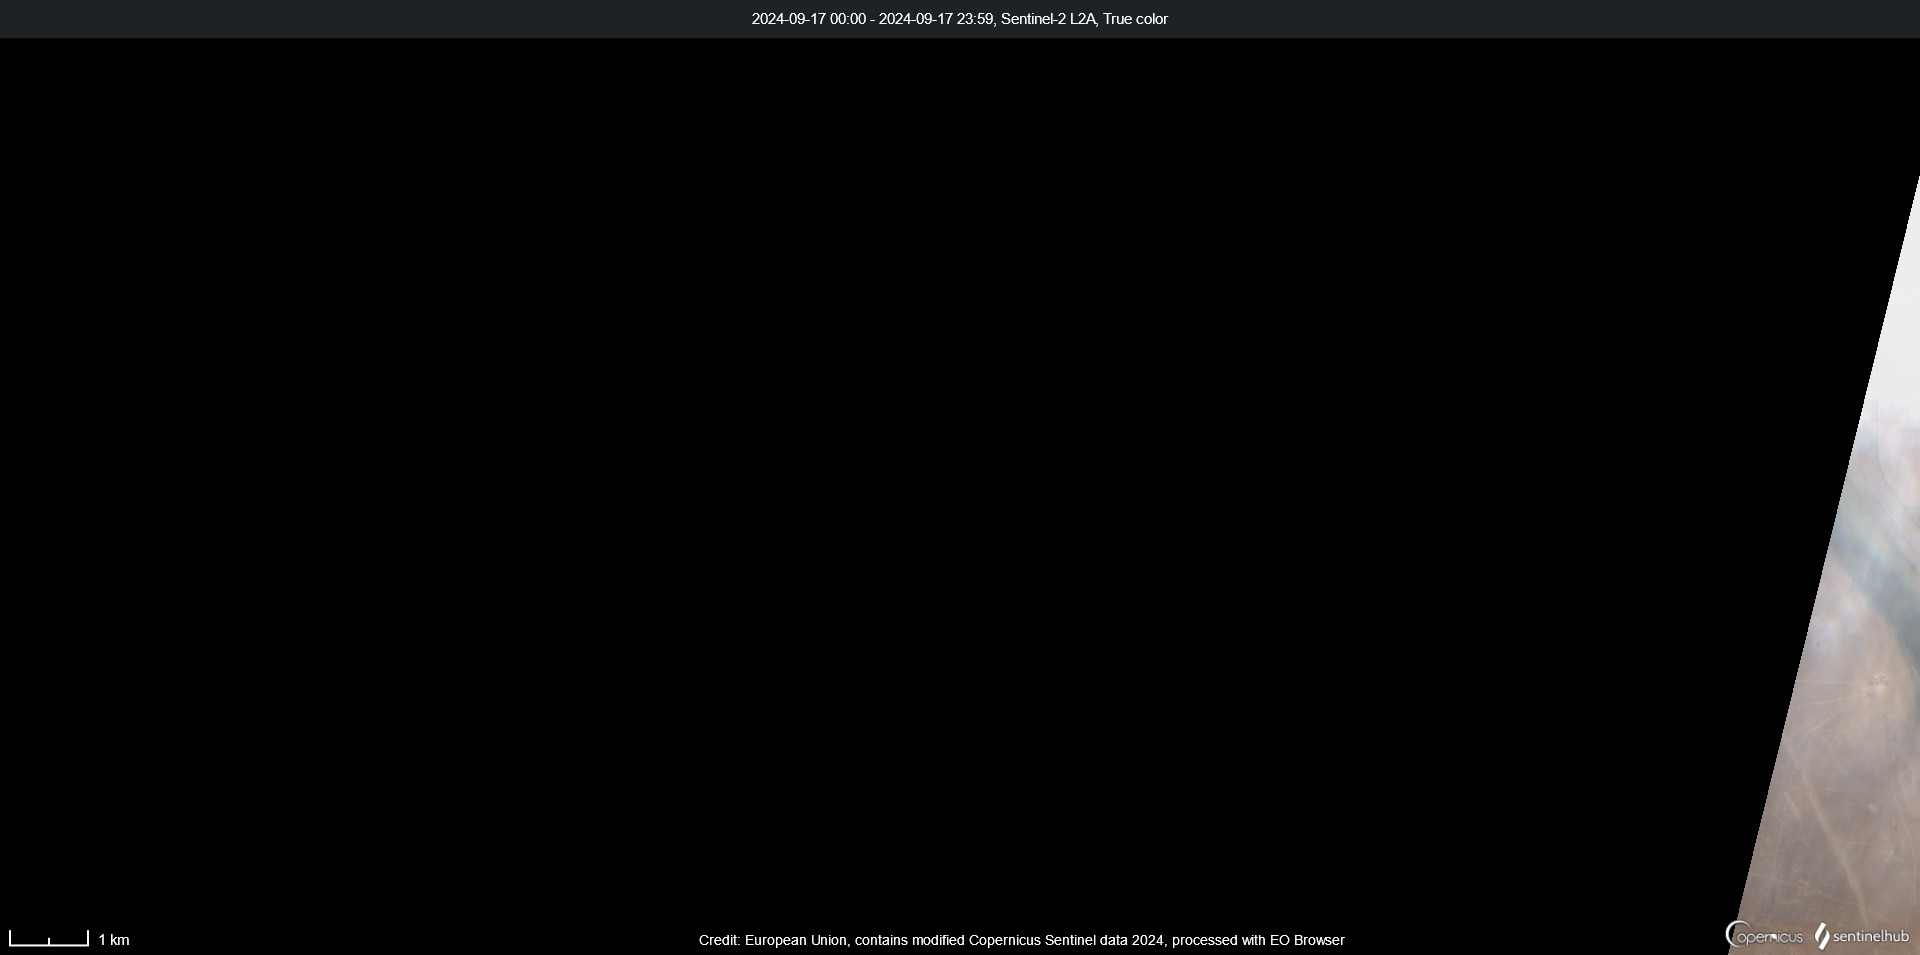 2024-09-17 00:00 - 2024-09-17 23:59, Sentinel-2 L2A, True color
1 km
Credit: European Union, contains modified Copernicus Sentinel data 2024, processed with EO Browser
opernicus
sentinelhub